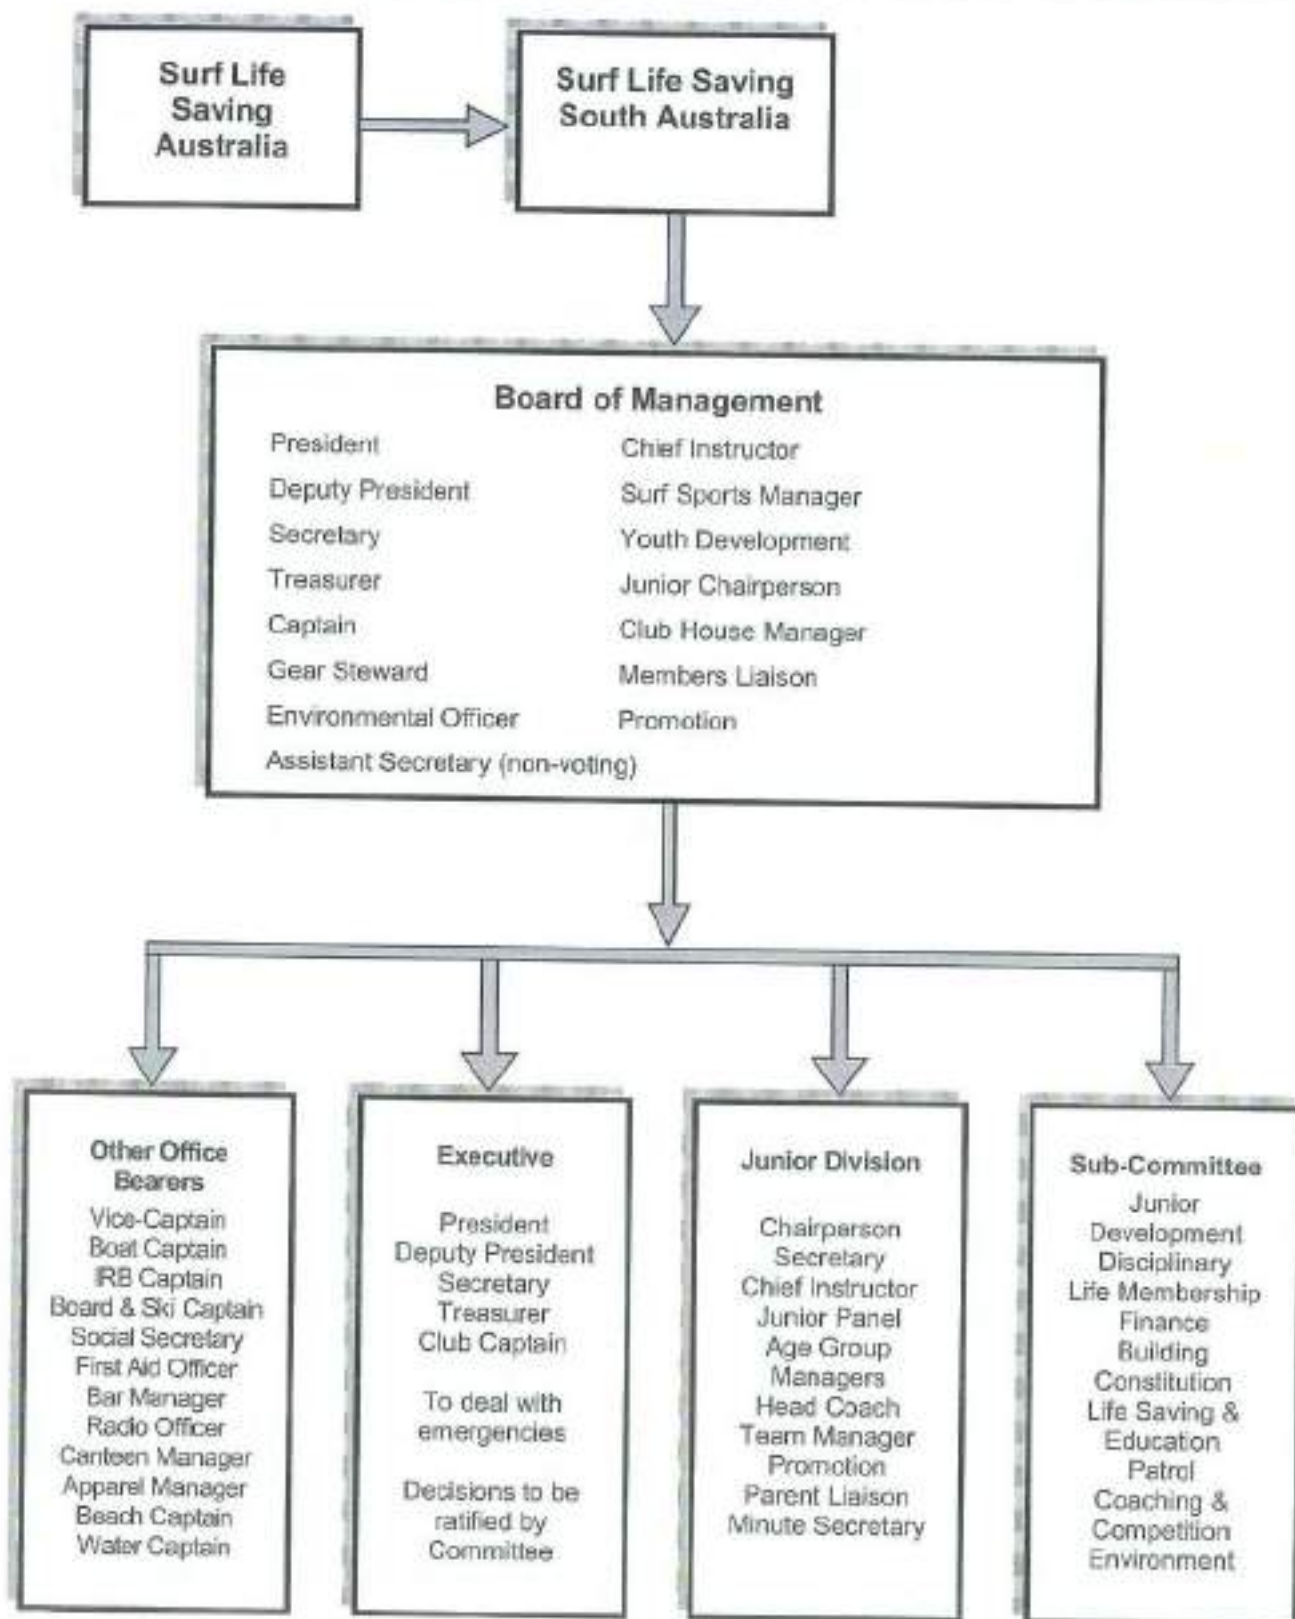 Surf Life
Saving
Australia
Surf Life Saving
South Australia
Board of Management
President
Chief Instructor
Deputy President
Surf Sports Manager
Secretary
Youth Development
Treasurer
Junior Chairperson
Captain
Club House Manager
Gear Steward
Members Liaison
Environmental Officer
Promotion
Assistant Secretary (non-voting)
Other Office
Bearers
Vice-Captain
Boat Captain
IRB Captain
Board & Ski Captain
Social Secretary
First Aid Officer
Bar Manager
Radio Officer
Canteen Manager
Apparel Manager
Beach Captain
Water Captain
Executive
President
Deputy President
Secretary
Treasurer
Club Captain
To deal with
emergencies
Decisions to be
ratified by
Committee
Junior Division
Chairperson
Secretary
Chief Instructor
Junior Panel
Age Group
Managers
Head Coach
Team Manager
Promotion
Parent Liaison
Minute Secretary
Sub-Committee
Junior
Development
Disciplinary
Life Membership
Finance
Building
Constitution
Life Saving &
Education
Patrol
Coaching &
Competition
Environment